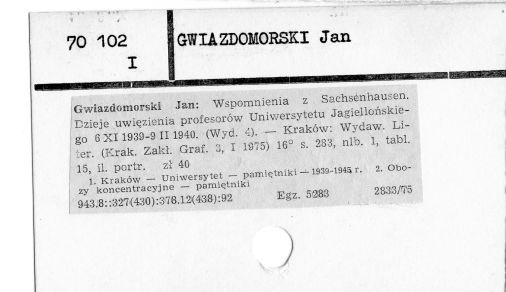 70 102
I
GWIAZDOMORSKI Jan
Gwiazdomorski Jan: Wspomnienia z Sachsenhausen.
Dzieje uwięzienia profesorów Uniwersytetu Jagiellońskie-
go 6 XI 1939-9 II 1940. (Wyd. 4). — Kraków: Wydaw. Li-
ter. (Krak. Zakł. Graf. 3, I 1975) 16° s. 283, nlb. 1, tabl.
15, il. portr. zł 40
1. Kraków — Uniwersytet — pamiętniki — 1939-1945 r. 2. Obo-
zy koncentracyjne — pamiętniki
943.8::327(430):378.12(438):92 Egz. 5283 2833/75